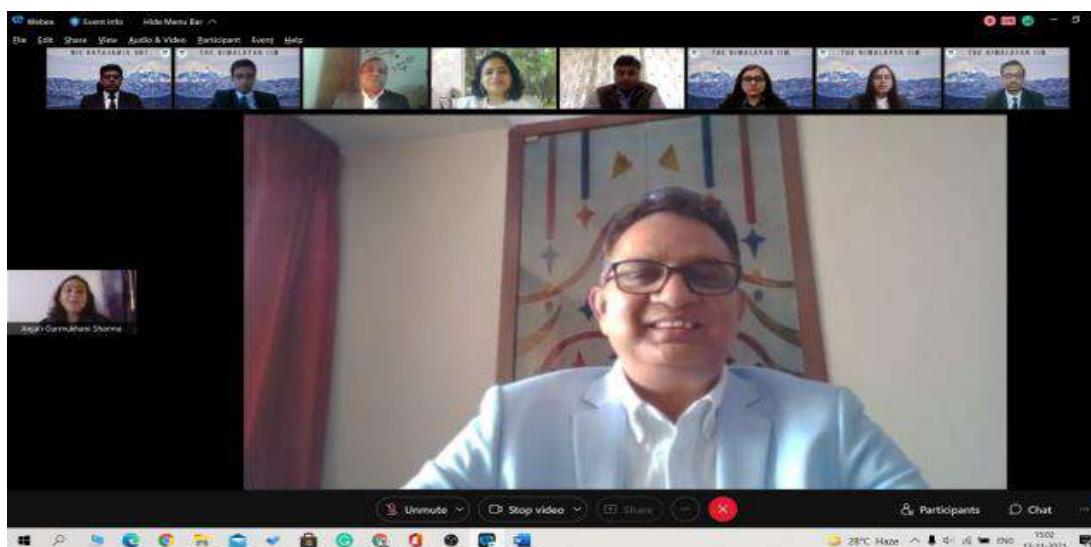 Webex Event Info Hide Menu Bar
File Edit Share View Audio & Video Participant Event Help
THE HIMALAYAN IIM
THE HIMALAYAN IIM
THE HIMALAYAN IIM
THE HIMALAYAN IIM
Sharma
Unmute Stop video Share Participants Chat
28°C Haze ENG 15:02